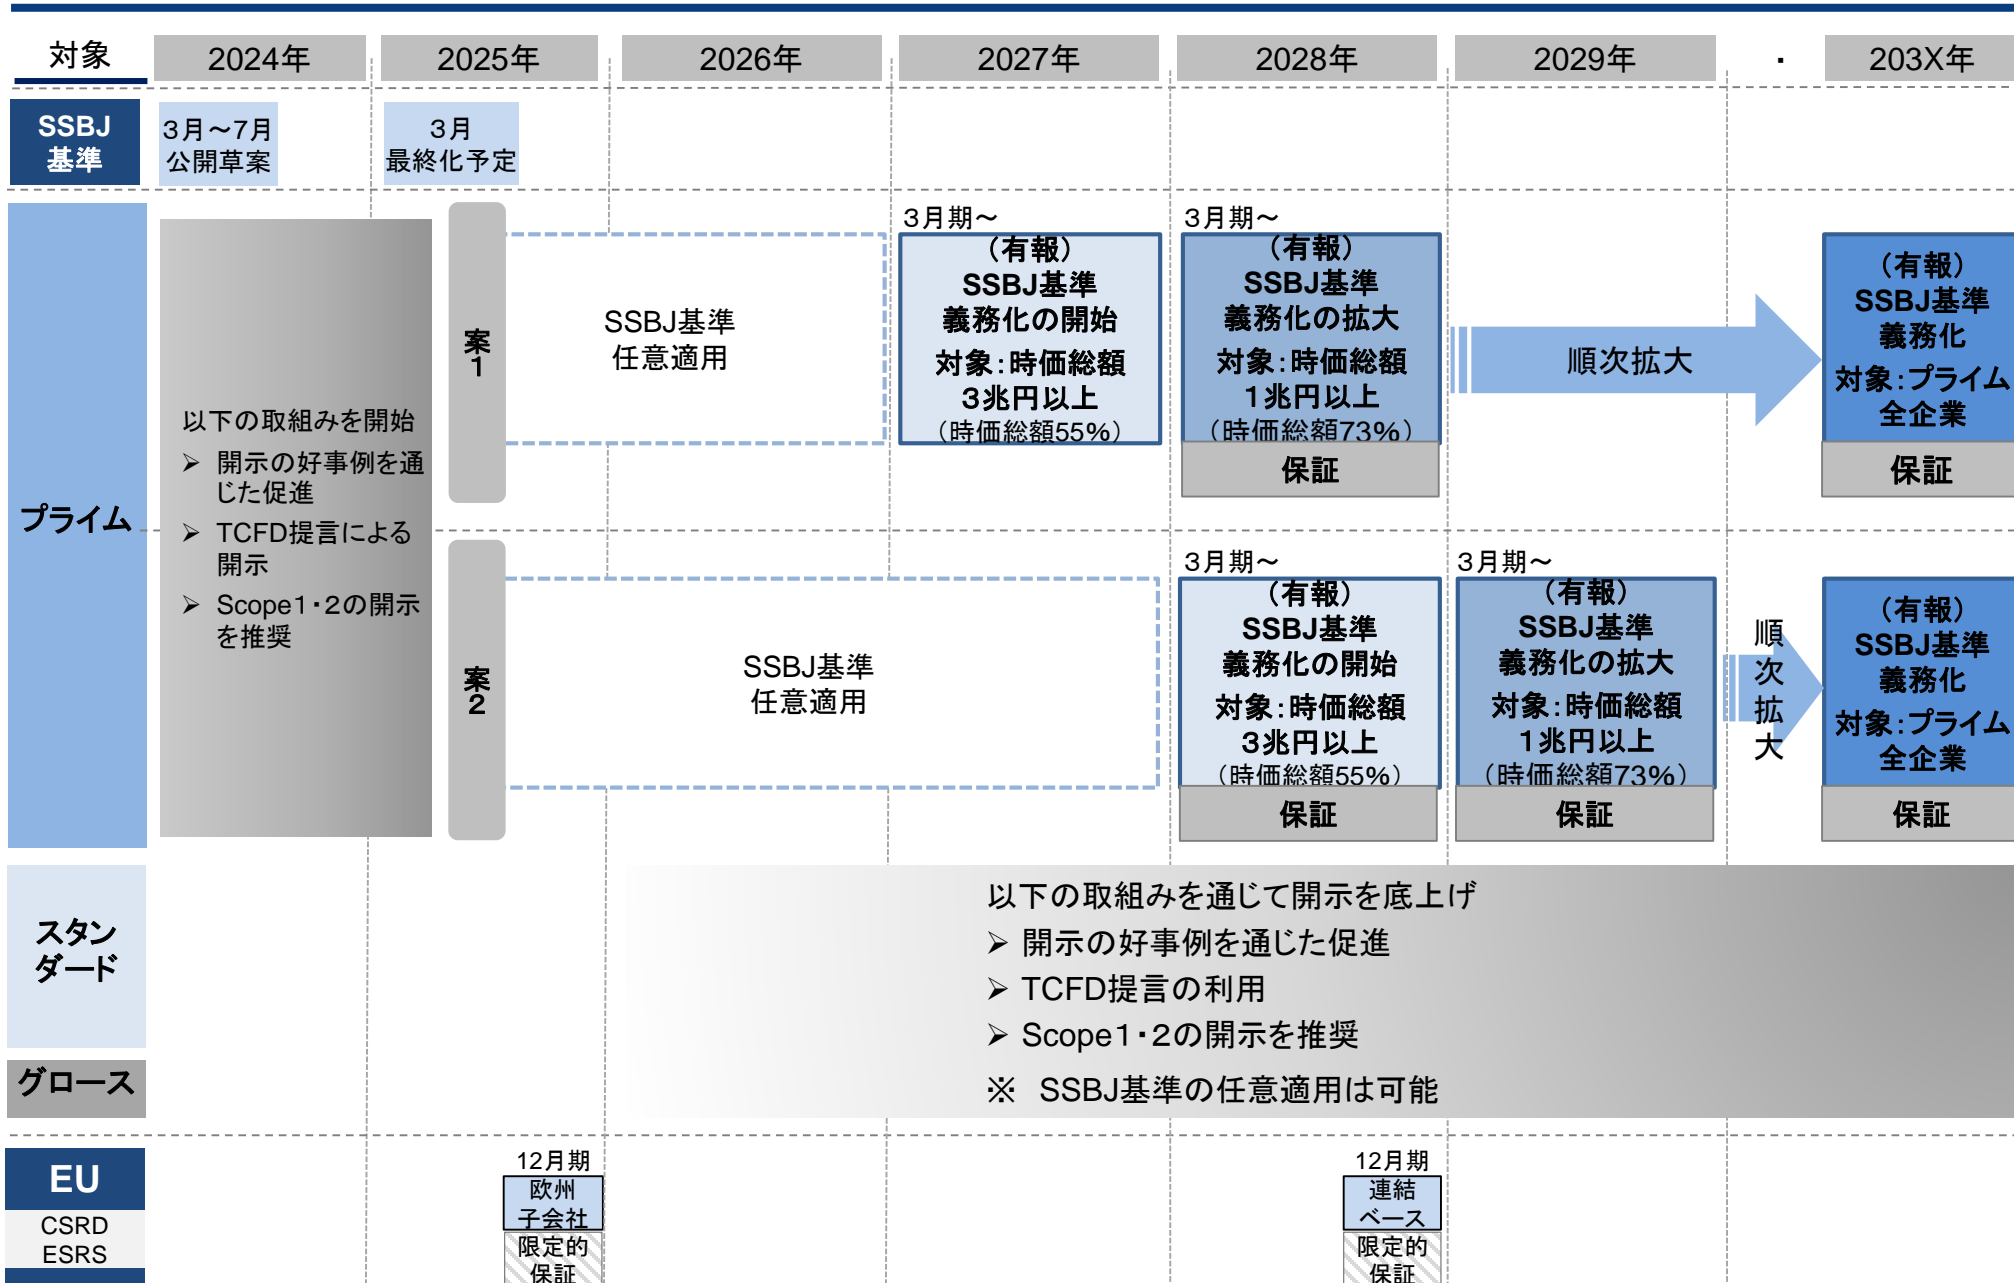 対象
2024年
2025年
2026年
2027年
2028年
2029年
・
203X年
SSBJ
基準
3月～7月
公開草案
3月
最終化予定
プライム
以下の取組みを開始
➢ 開示の好事例を通
じた促進
➢ TCFD提言による
開示
➢ Scope1・2の開示
を推奨
案
1
SSBJ基準
任意適用
3月期～
（有報）
SSBJ基準
義務化の開始
対象：時価総額
3兆円以上
（時価総額55%）
3月期～
（有報）
SSBJ基準
義務化の拡大
対象：時価総額
1兆円以上
（時価総額73%）
保証
順次拡大
（有報）
SSBJ基準
義務化
対象：プライム
全企業
保証
案
2
SSBJ基準
任意適用
3月期～
（有報）
SSBJ基準
義務化の開始
対象：時価総額
3兆円以上
（時価総額55%）
保証
3月期～
（有報）
SSBJ基準
義務化の拡大
対象：時価総額
1兆円以上
（時価総額73%）
保証
順
次
拡
大
（有報）
SSBJ基準
義務化
対象：プライム
全企業
保証
スタン
ダード
グロース
以下の取組みを通じて開示を底上げ
➢ 開示の好事例を通じた促進
➢ TCFD提言の利用
➢ Scope1・2の開示を推奨
※ SSBJ基準の任意適用は可能
EU
CSRD
ESRS
12月期
欧州
子会社
限定的
保証
12月期
連結
ベース
限定的
保証